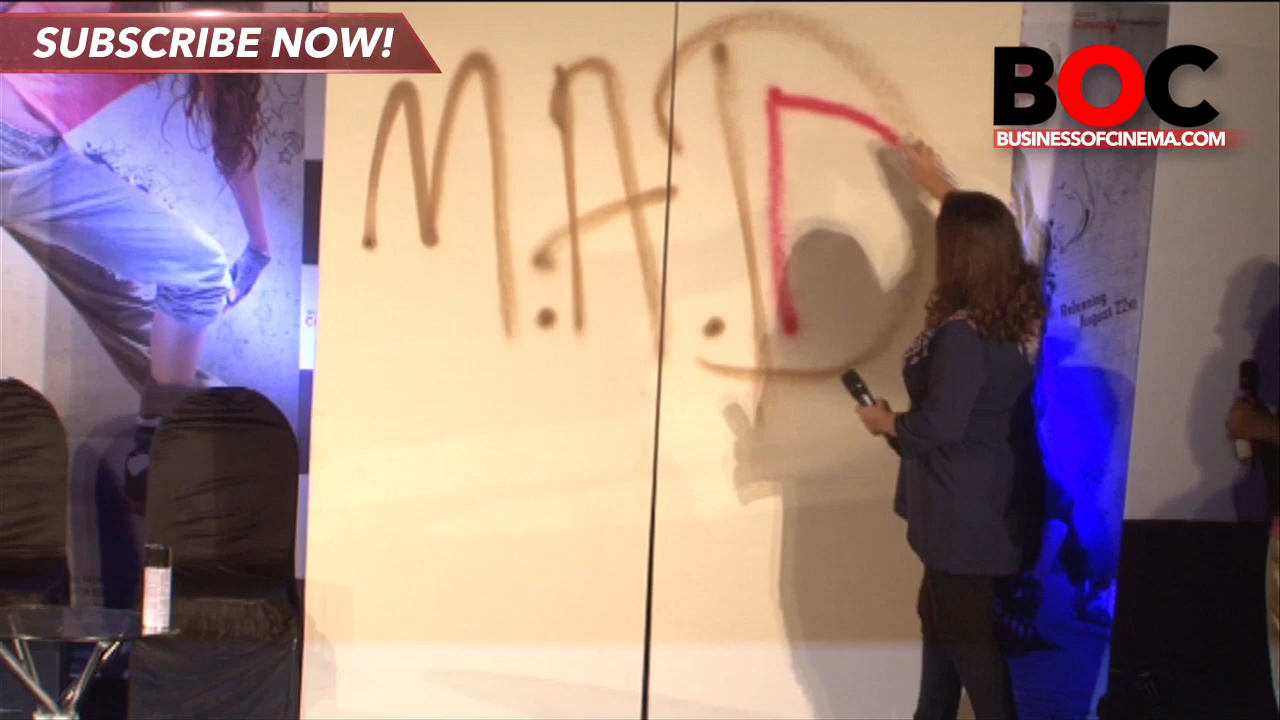 SUBSCRIBE NOW!
M.A.D
BOC
BUSINESSOFCINEMA.COM
Releasing
August 22nd